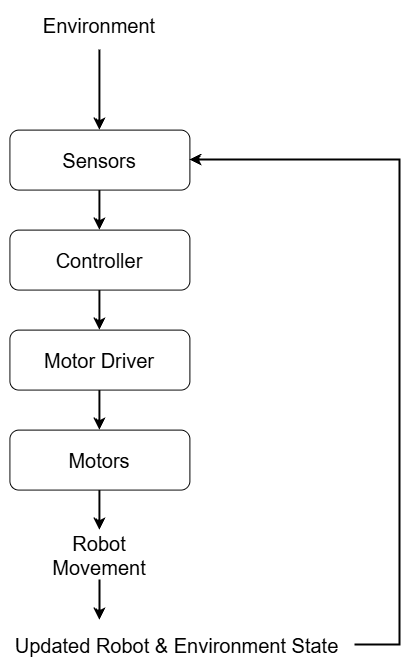 Environment
Sensors
Controller
Motor Driver
Motors
Robot
Movement
Updated Robot & Environment State